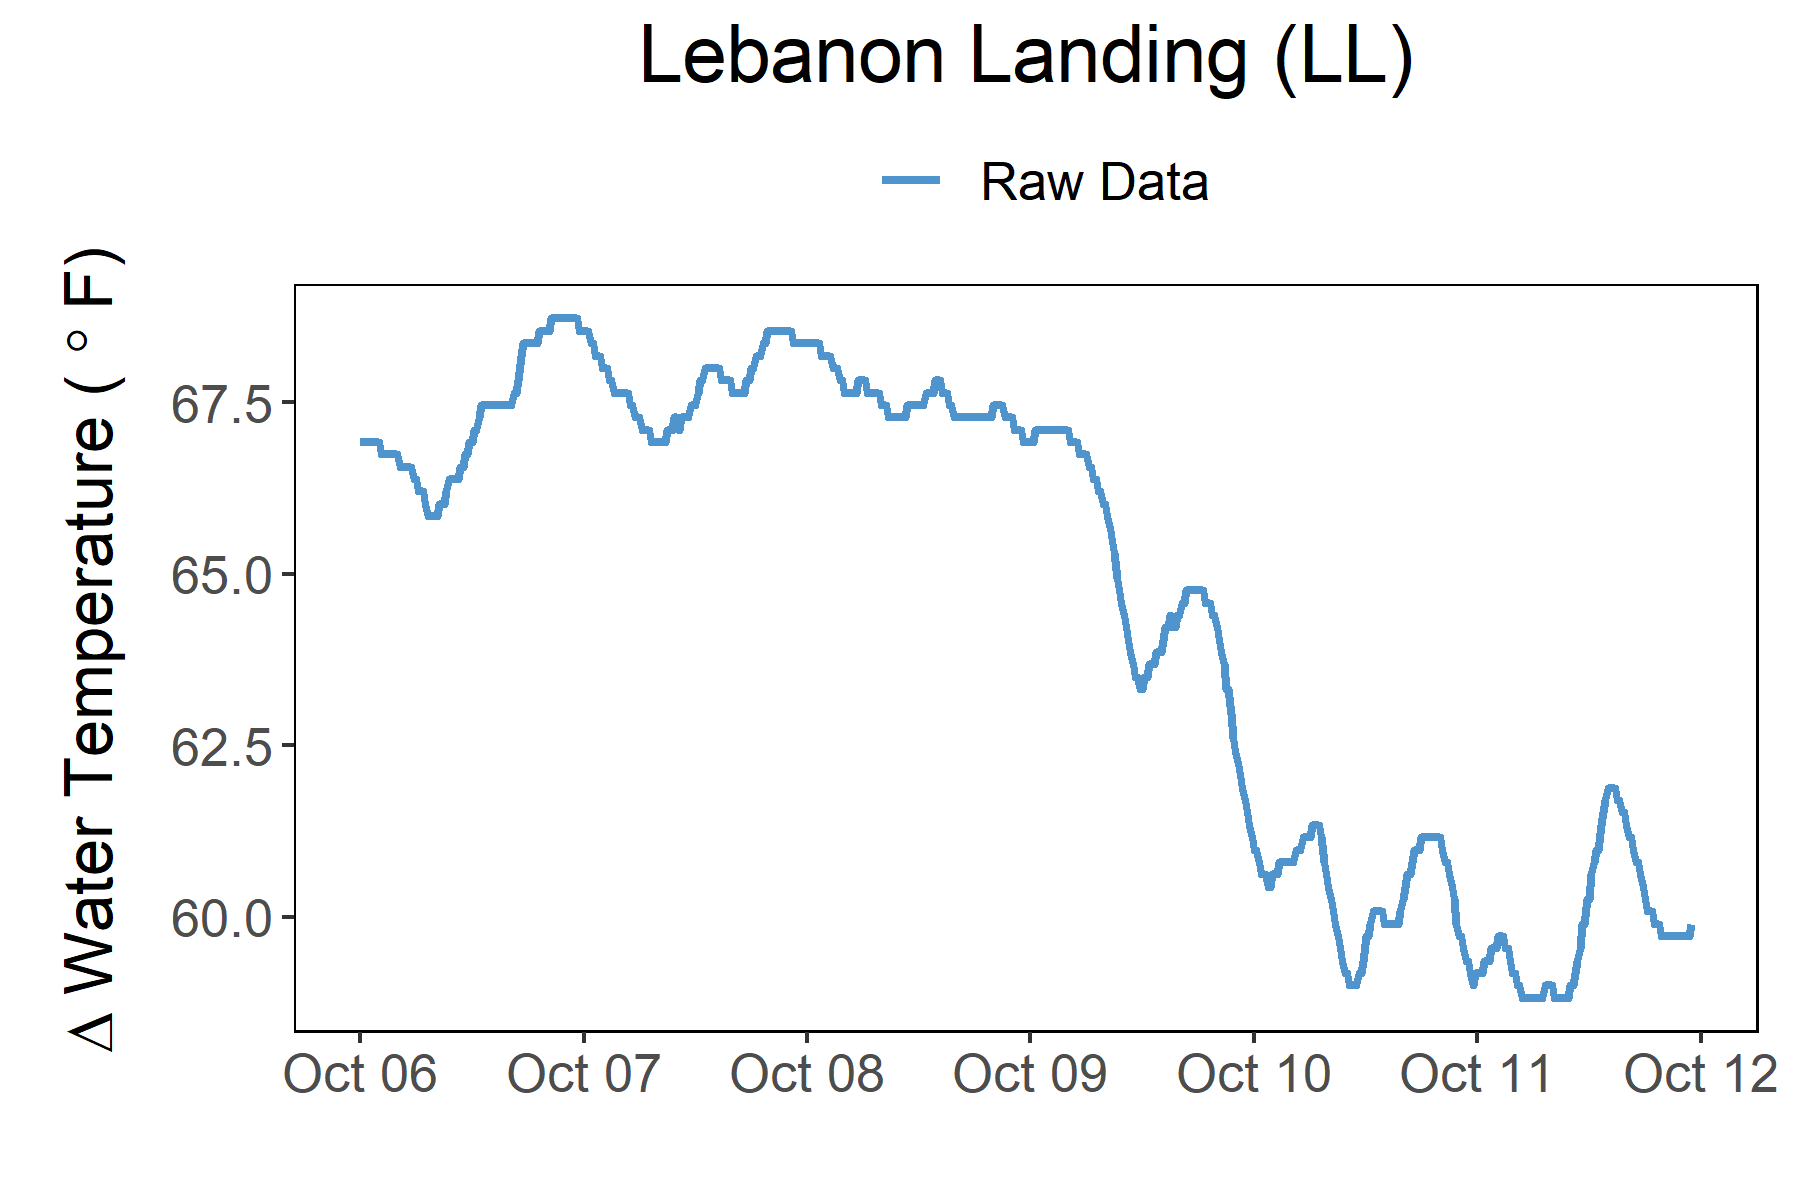 Lebanon Landing (LL)
Raw Data
Δ Water Temperature ( ° F)
67.5
65.0
62.5
60.0
Oct 06 Oct 07 Oct 08 Oct 09 Oct 10 Oct 11 Oct 12